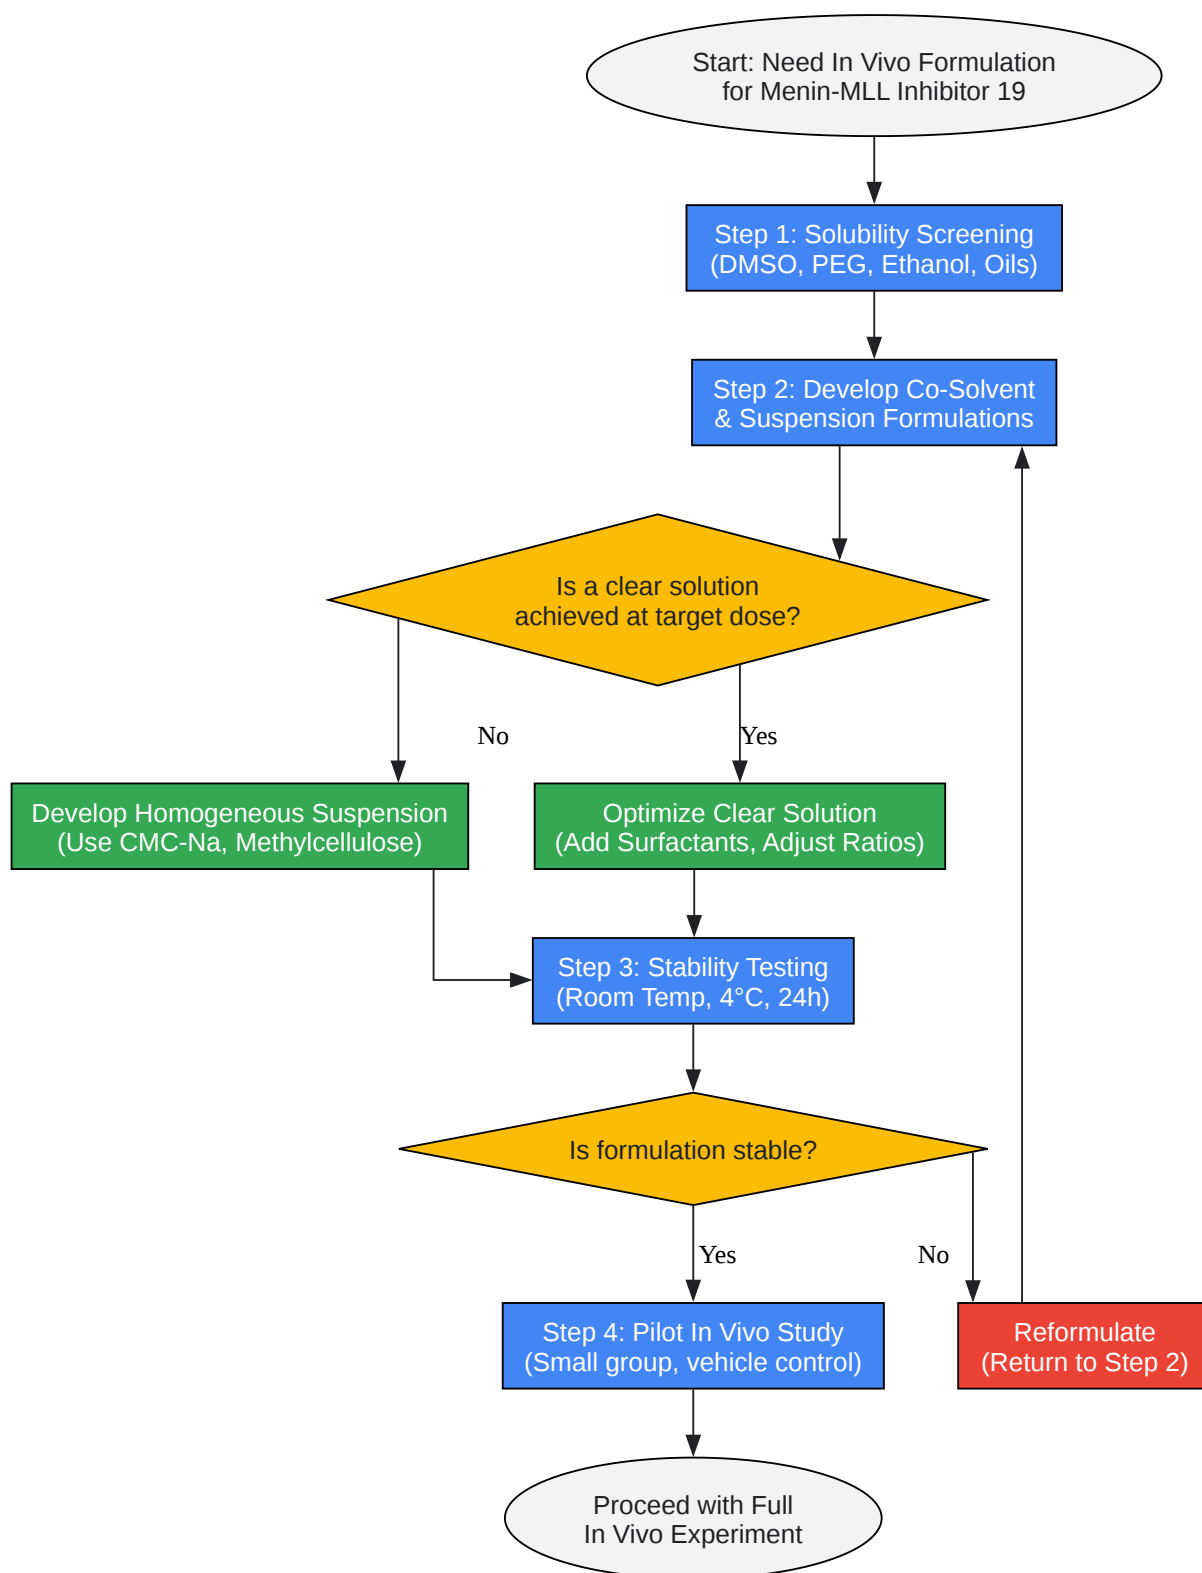 Start: Need In Vivo Formulation
for Menin-MLL Inhibitor 19
Step 1: Solubility Screening
(DMSO, PEG, Ethanol, Oils)
Step 2: Develop Co-Solvent
& Suspension Formulations
Is a clear solution
achieved at target dose?
No
Yes
Develop Homogeneous Suspension
(Use CMC-Na, Methylcellulose)
Optimize Clear Solution
(Add Surfactants, Adjust Ratios)
Step 3: Stability Testing
(Room Temp, 4°C, 24h)
Is formulation stable?
Yes
No
Step 4: Pilot In Vivo Study
(Small group, vehicle control)
Reformulate
(Return to Step 2)
Proceed with Full
In Vivo Experiment